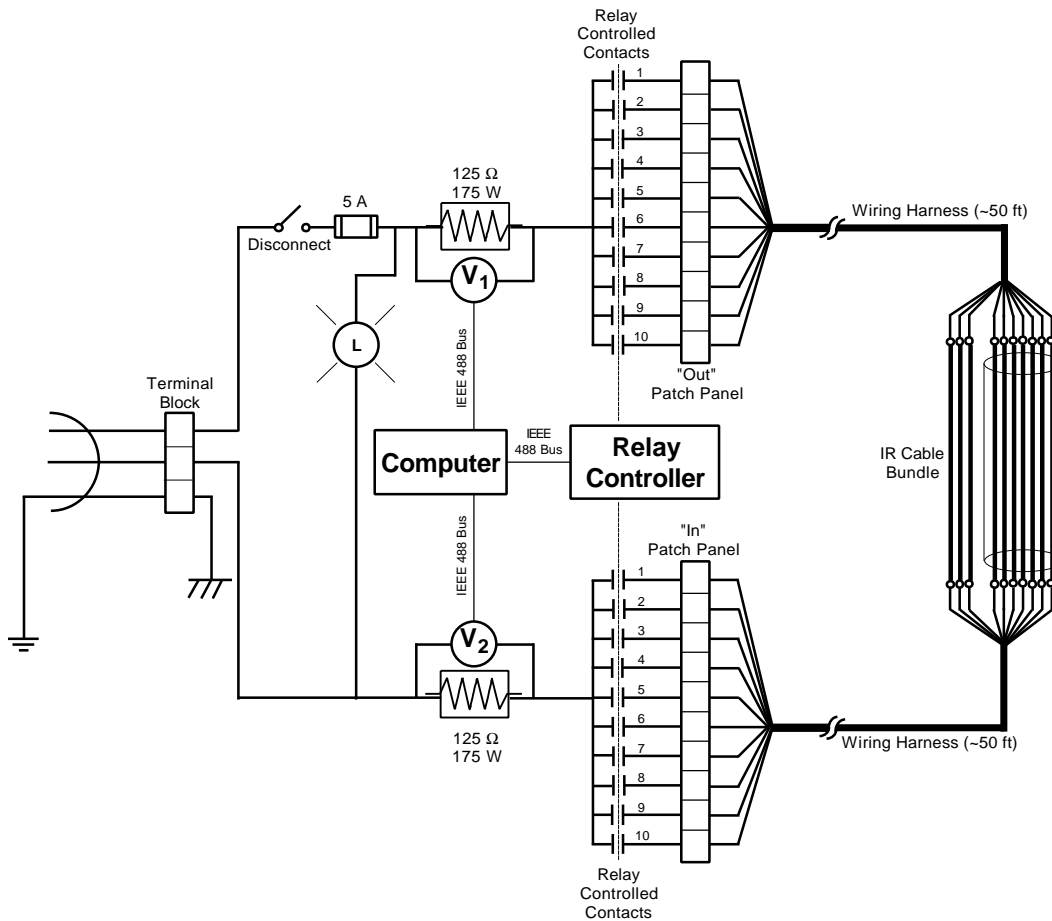 Relay
Controlled
Contacts
1
2
3
4
5
6
7
8
9
10
"Out"
Patch Panel
125 Ω
175 W
5 A
Disconnect
V1
L
IEEE 488 Bus
Terminal
Block
Computer
IEEE
488 Bus
Relay
Controller
Wiring Harness (~50 ft)
IR Cable
Bundle
IEEE 488 Bus
V2
125 Ω
175 W
"In"
Patch Panel
1
2
3
4
5
6
7
8
9
10
Wiring Harness (~50 ft)
Relay
Controlled
Contacts